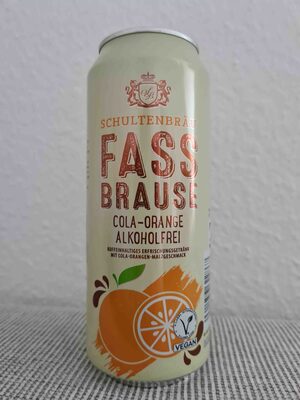 SCHULTENBRÄU
FASS
BRAUSE
COLA-ORANGE
ALKOHOLFREI
KOFFEINHALTIGES ERFRISCHUNGSGETRÄNK
MIT COLA-ORANGEN-MALZGESCHMACK
VEGAN